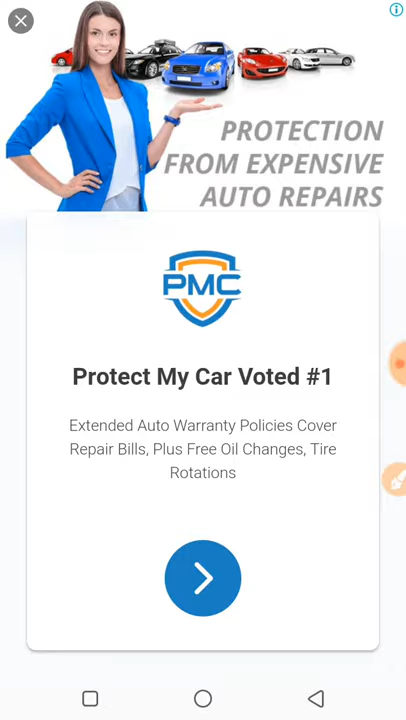 PROTECTION
FROM EXPENSIVE
AUTO REPAIRS
PMC
Protect My Car Voted #1
Extended Auto Warranty Policies Cover
Repair Bills, Plus Free Oil Changes, Tire
Rotations